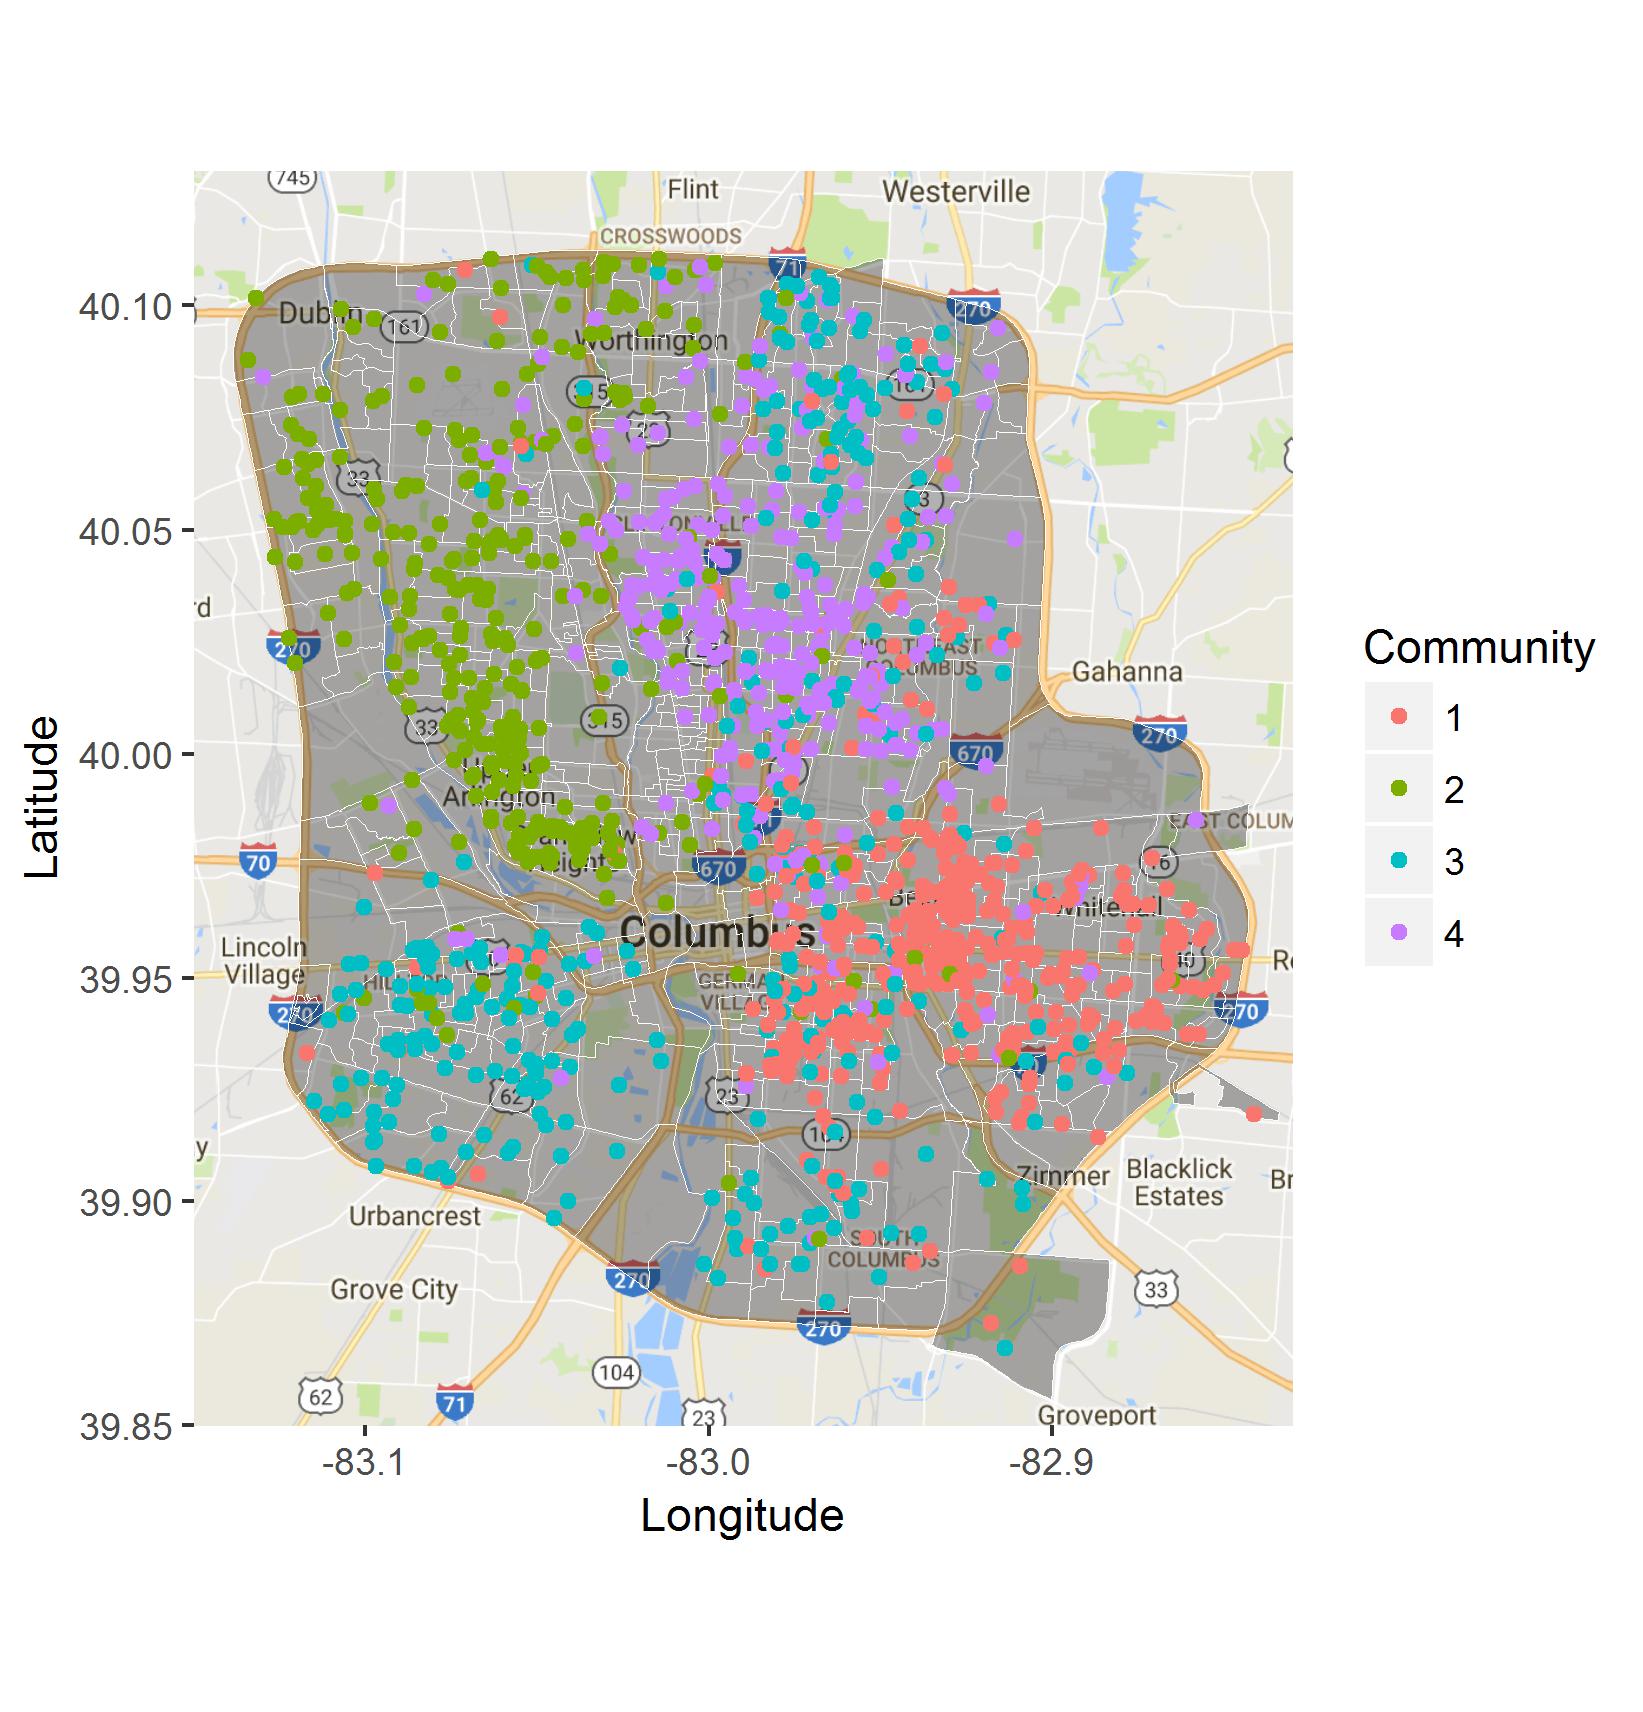 745
Flint
Westerville
CROSSWOODS
71
40.10
270
Dublin
161
Worthington
315
33
3
40.05
CLINTONVILLE
rd
270
NORTHEAST
COLUMBUS
Gahanna
Community
1
2
3
4
33
315
670
270
40.00
Upper
Arlington
EAST COLUM
70
670
16
Whitehall
Columbus
Lincoln
Village
40
39.95
GERMAN
VILLAGE
270
270
62
23
104
y
Zimmer
Blacklick
Estates
Br
39.90
Urbancrest
SOUTH
COLUMBUS
Grove City
270
33
270
104
62
71
23
Groveport
39.85
-83.1
-83.0
-82.9
Latitude
Longitude